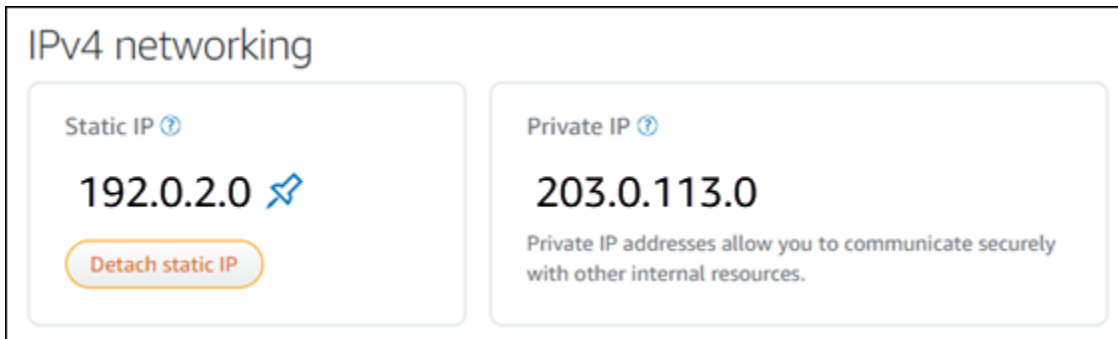 IPv4 networking
Static IP
192.0.2.0
Detach static IP
Private IP
203.0.113.0
Private IP addresses allow you to communicate securely
with other internal resources.